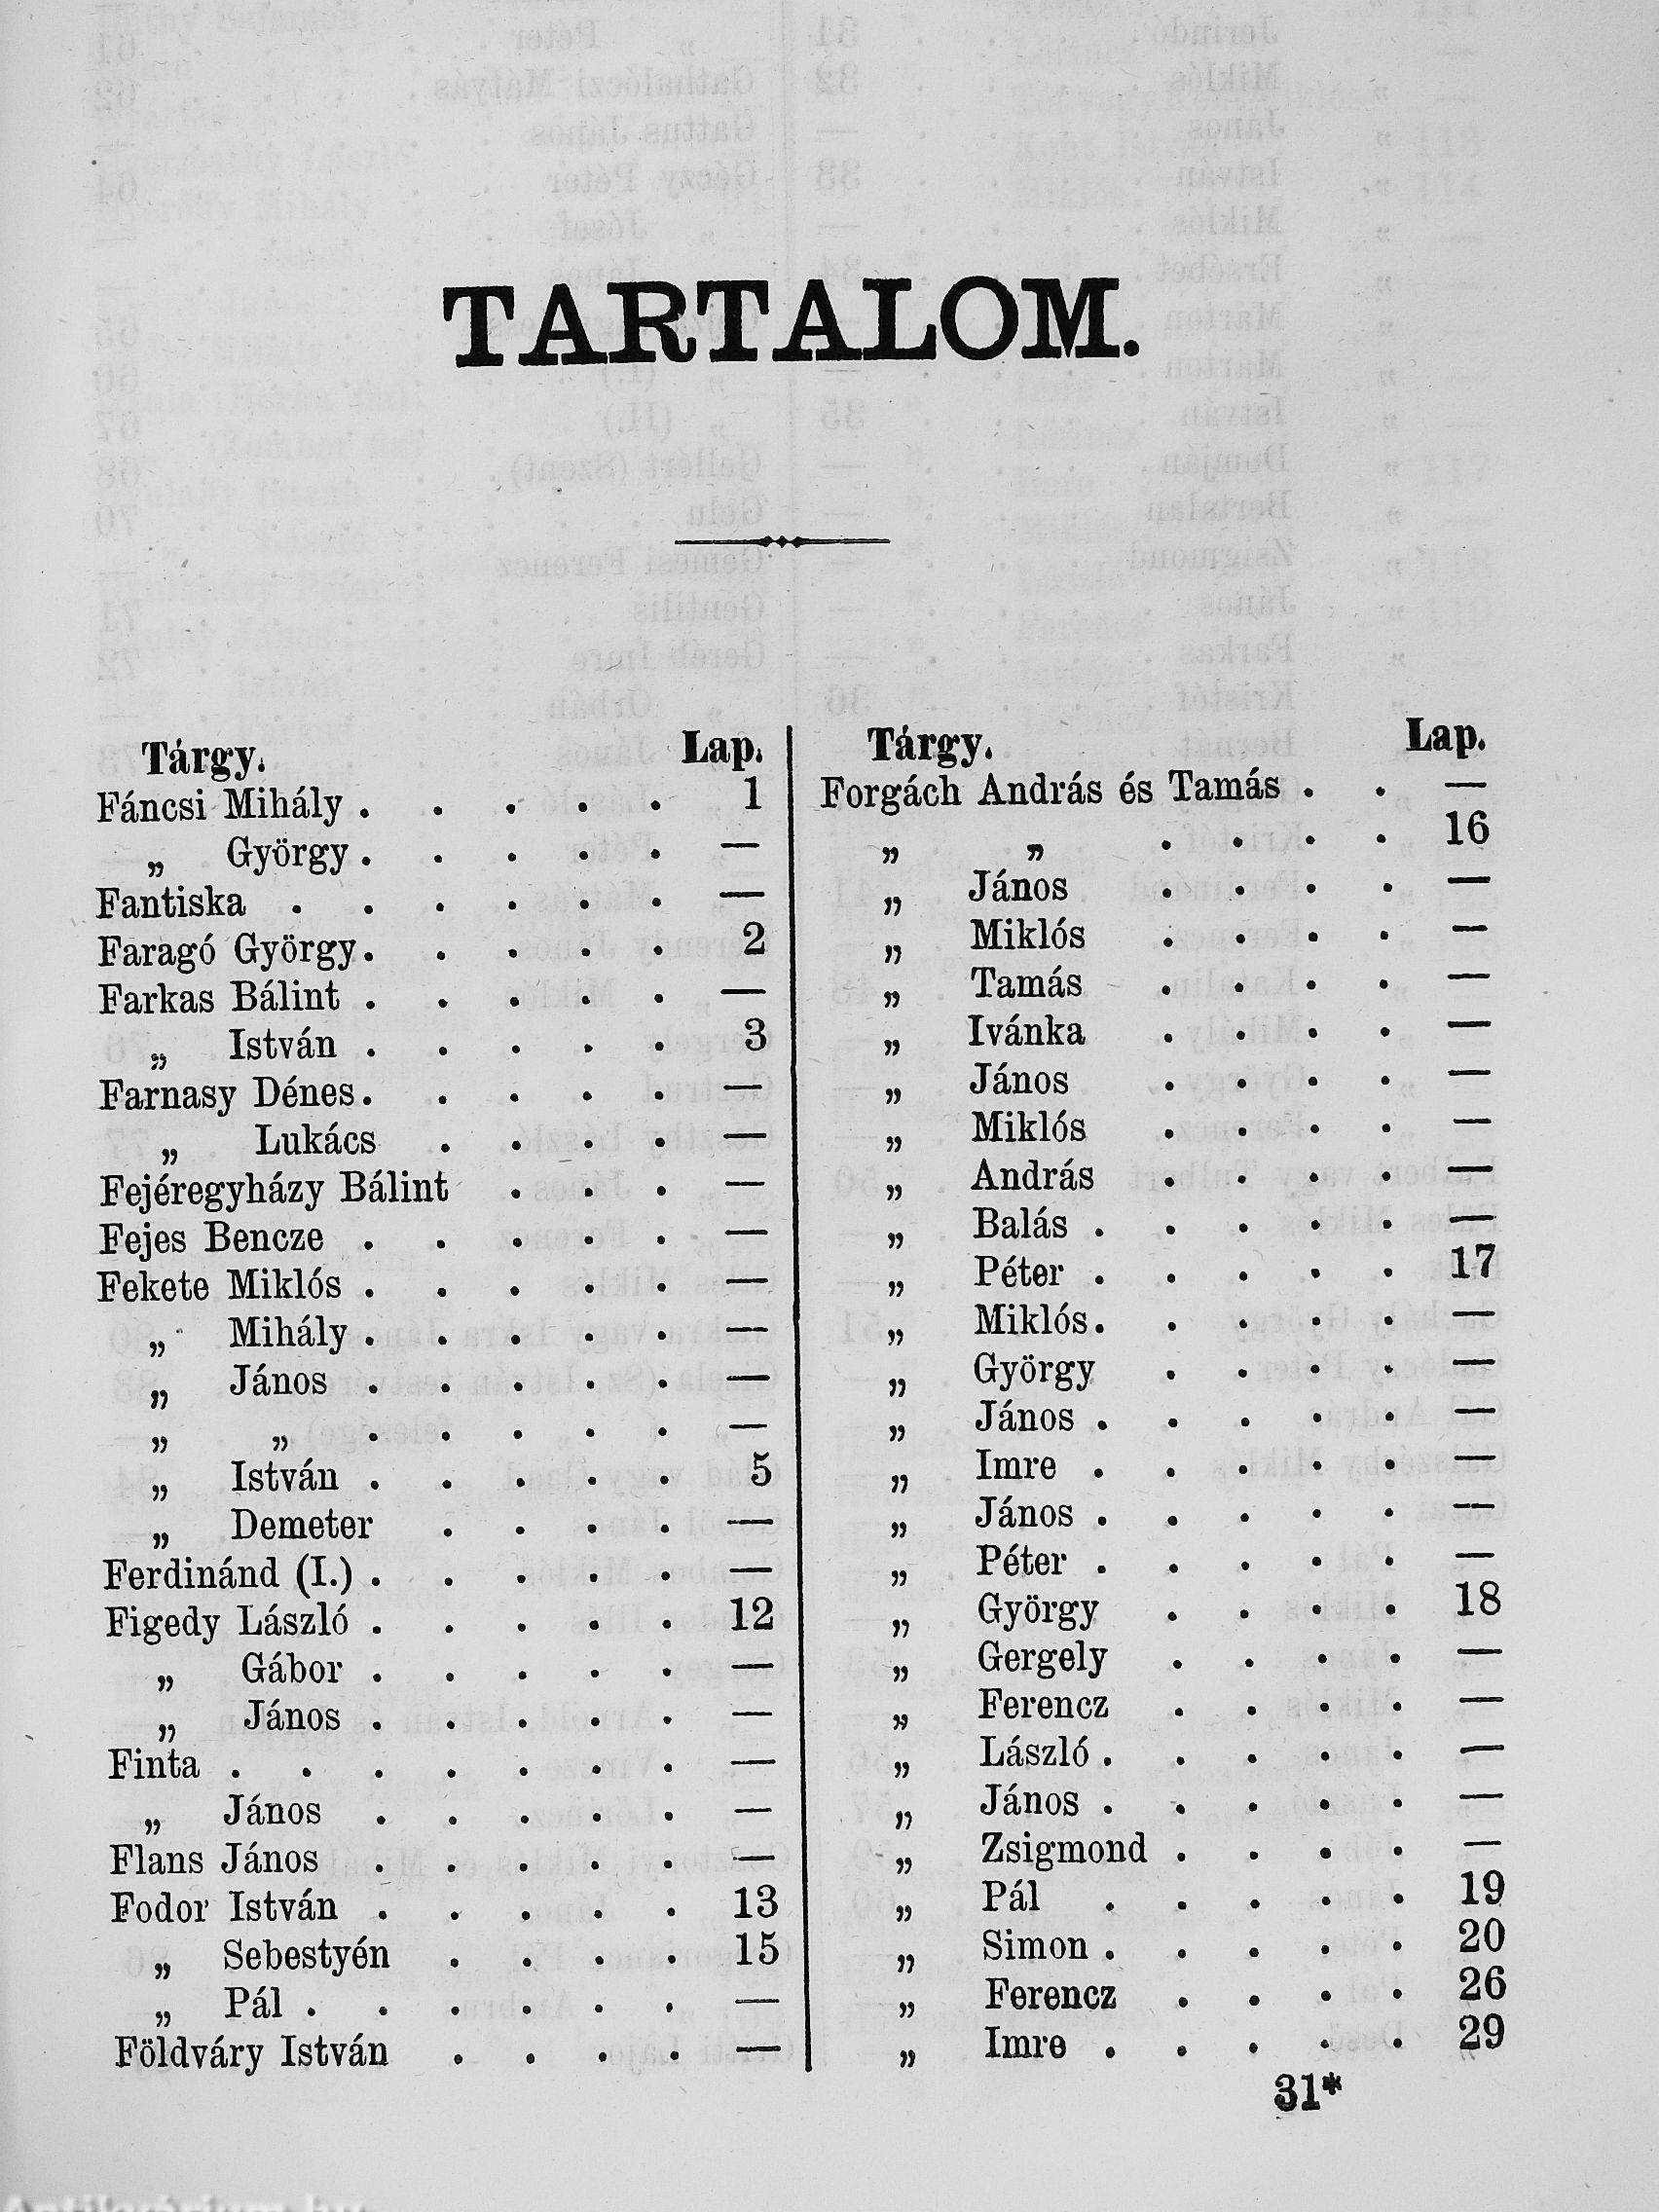 TARTALOM.
Tárgy. Lap.
Fáncsi Mihály . . . . . 1
„ György . . . . . —
Fantiska . . . . . . —
Faragó György . . . . . 2
Farkas Bálint . . . . . —
„ István . . . . . 3
Farnasy Dénes . . . . . —
„ Lukács . . . . —
Fejéregyházy Bálint . . . —
Fejes Bencze . . . . . —
Fekete Miklós . . . . . —
„ Mihály . . . . . —
„ János . . . . . —
„ „ . . . . . —
„ István . . . . . 5
„ Demeter . . . . —
Ferdinánd (I.) . . . . . —
Figedy László . . . . . 12
„ Gábor . . . . . —
„ János . . . . . —
Finta . . . . . . . —
„ János . . . . . —
Flans János . . . . . —
Fodor István . . . . . 13
„ Sebestyén . . . . 15
„ Pál . . . . . . —
Földváry István . . . . —
Tárgy. Lap.
Forgách András és Tamás . . —
„ „ . . . . 16
„ János . . . . —
„ Miklós . . . . —
„ Tamás . . . . —
„ Ivánka . . . . —
„ János . . . . —
„ Miklós . . . . —
„ András . . . . —
„ Balás . . . . . —
„ Péter . . . . . 17
„ Miklós . . . . . —
„ György . . . . —
„ János . . . . . —
„ Imre . . . . . —
„ János . . . . . —
„ Péter . . . . . —
„ György . . . . 18
„ Gergely . . . . —
„ Ferencz . . . . —
„ László . . . . . —
„ János . . . . . —
„ Zsigmond . . . . —
„ Pál . . . . . 19
„ Simon . . . . . 20
„ Ferencz . . . . 26
„ Imre . . . . . 29
31*